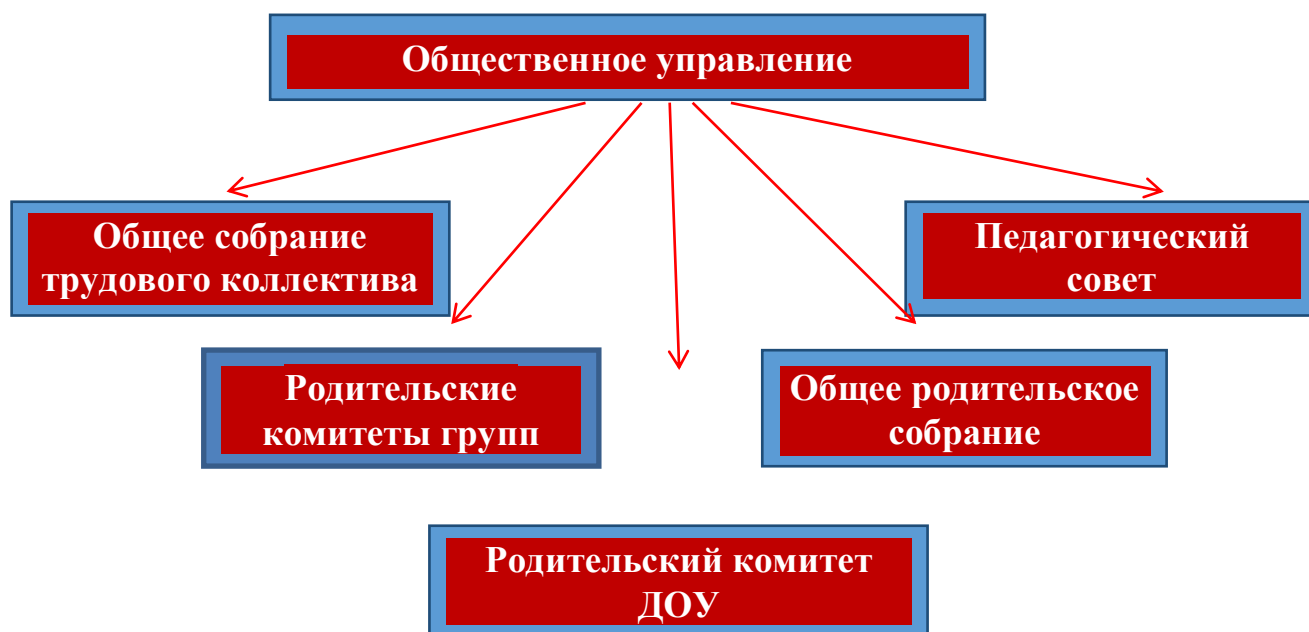 Общественное управление
Общее собрание
трудового коллектива
Педагогический
совет
Родительские
комитеты групп
Общее родительское
собрание
Родительский комитет
ДОУ